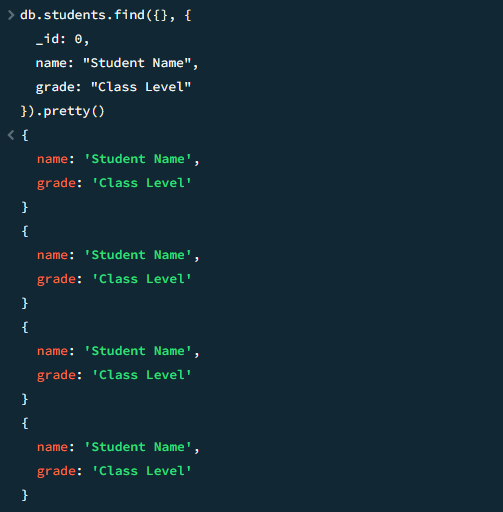 > db.students.find({}, {
_id: 0,
name: "Student Name",
grade: "Class Level"
}).pretty()
< {
name: 'Student Name',
grade: 'Class Level'
}
{
name: 'Student Name',
grade: 'Class Level'
}
{
name: 'Student Name',
grade: 'Class Level'
}
{
name: 'Student Name',
grade: 'Class Level'
}